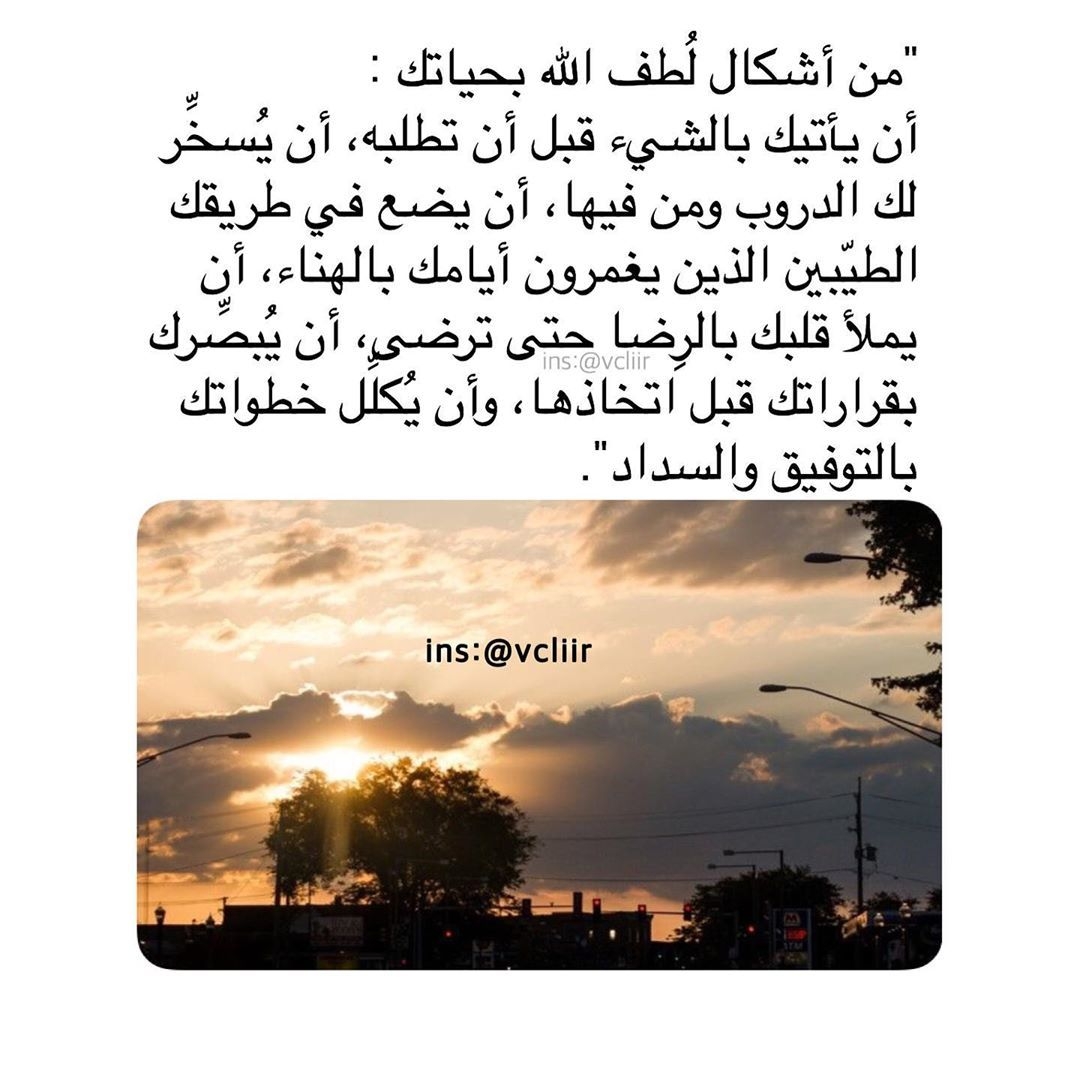 "من أشكال لُطف الله بحياتك :
أن يأتيك بالشيء قبل أن تطلبه، أن يُسخِّر
لك الدروب ومن فيها، أن يضع في طريقك
الطيّبين الذين يغمرون أيامك بالهناء، أن
يملأ قلبك بالرِضا حتى ترضى، أن يُبصِّرك
ins:@vcliir
بقراراتك قبل اتخاذها، وأن يُكلِّل خطواتك
بالتوفيق والسداد".
ins:@vcliir